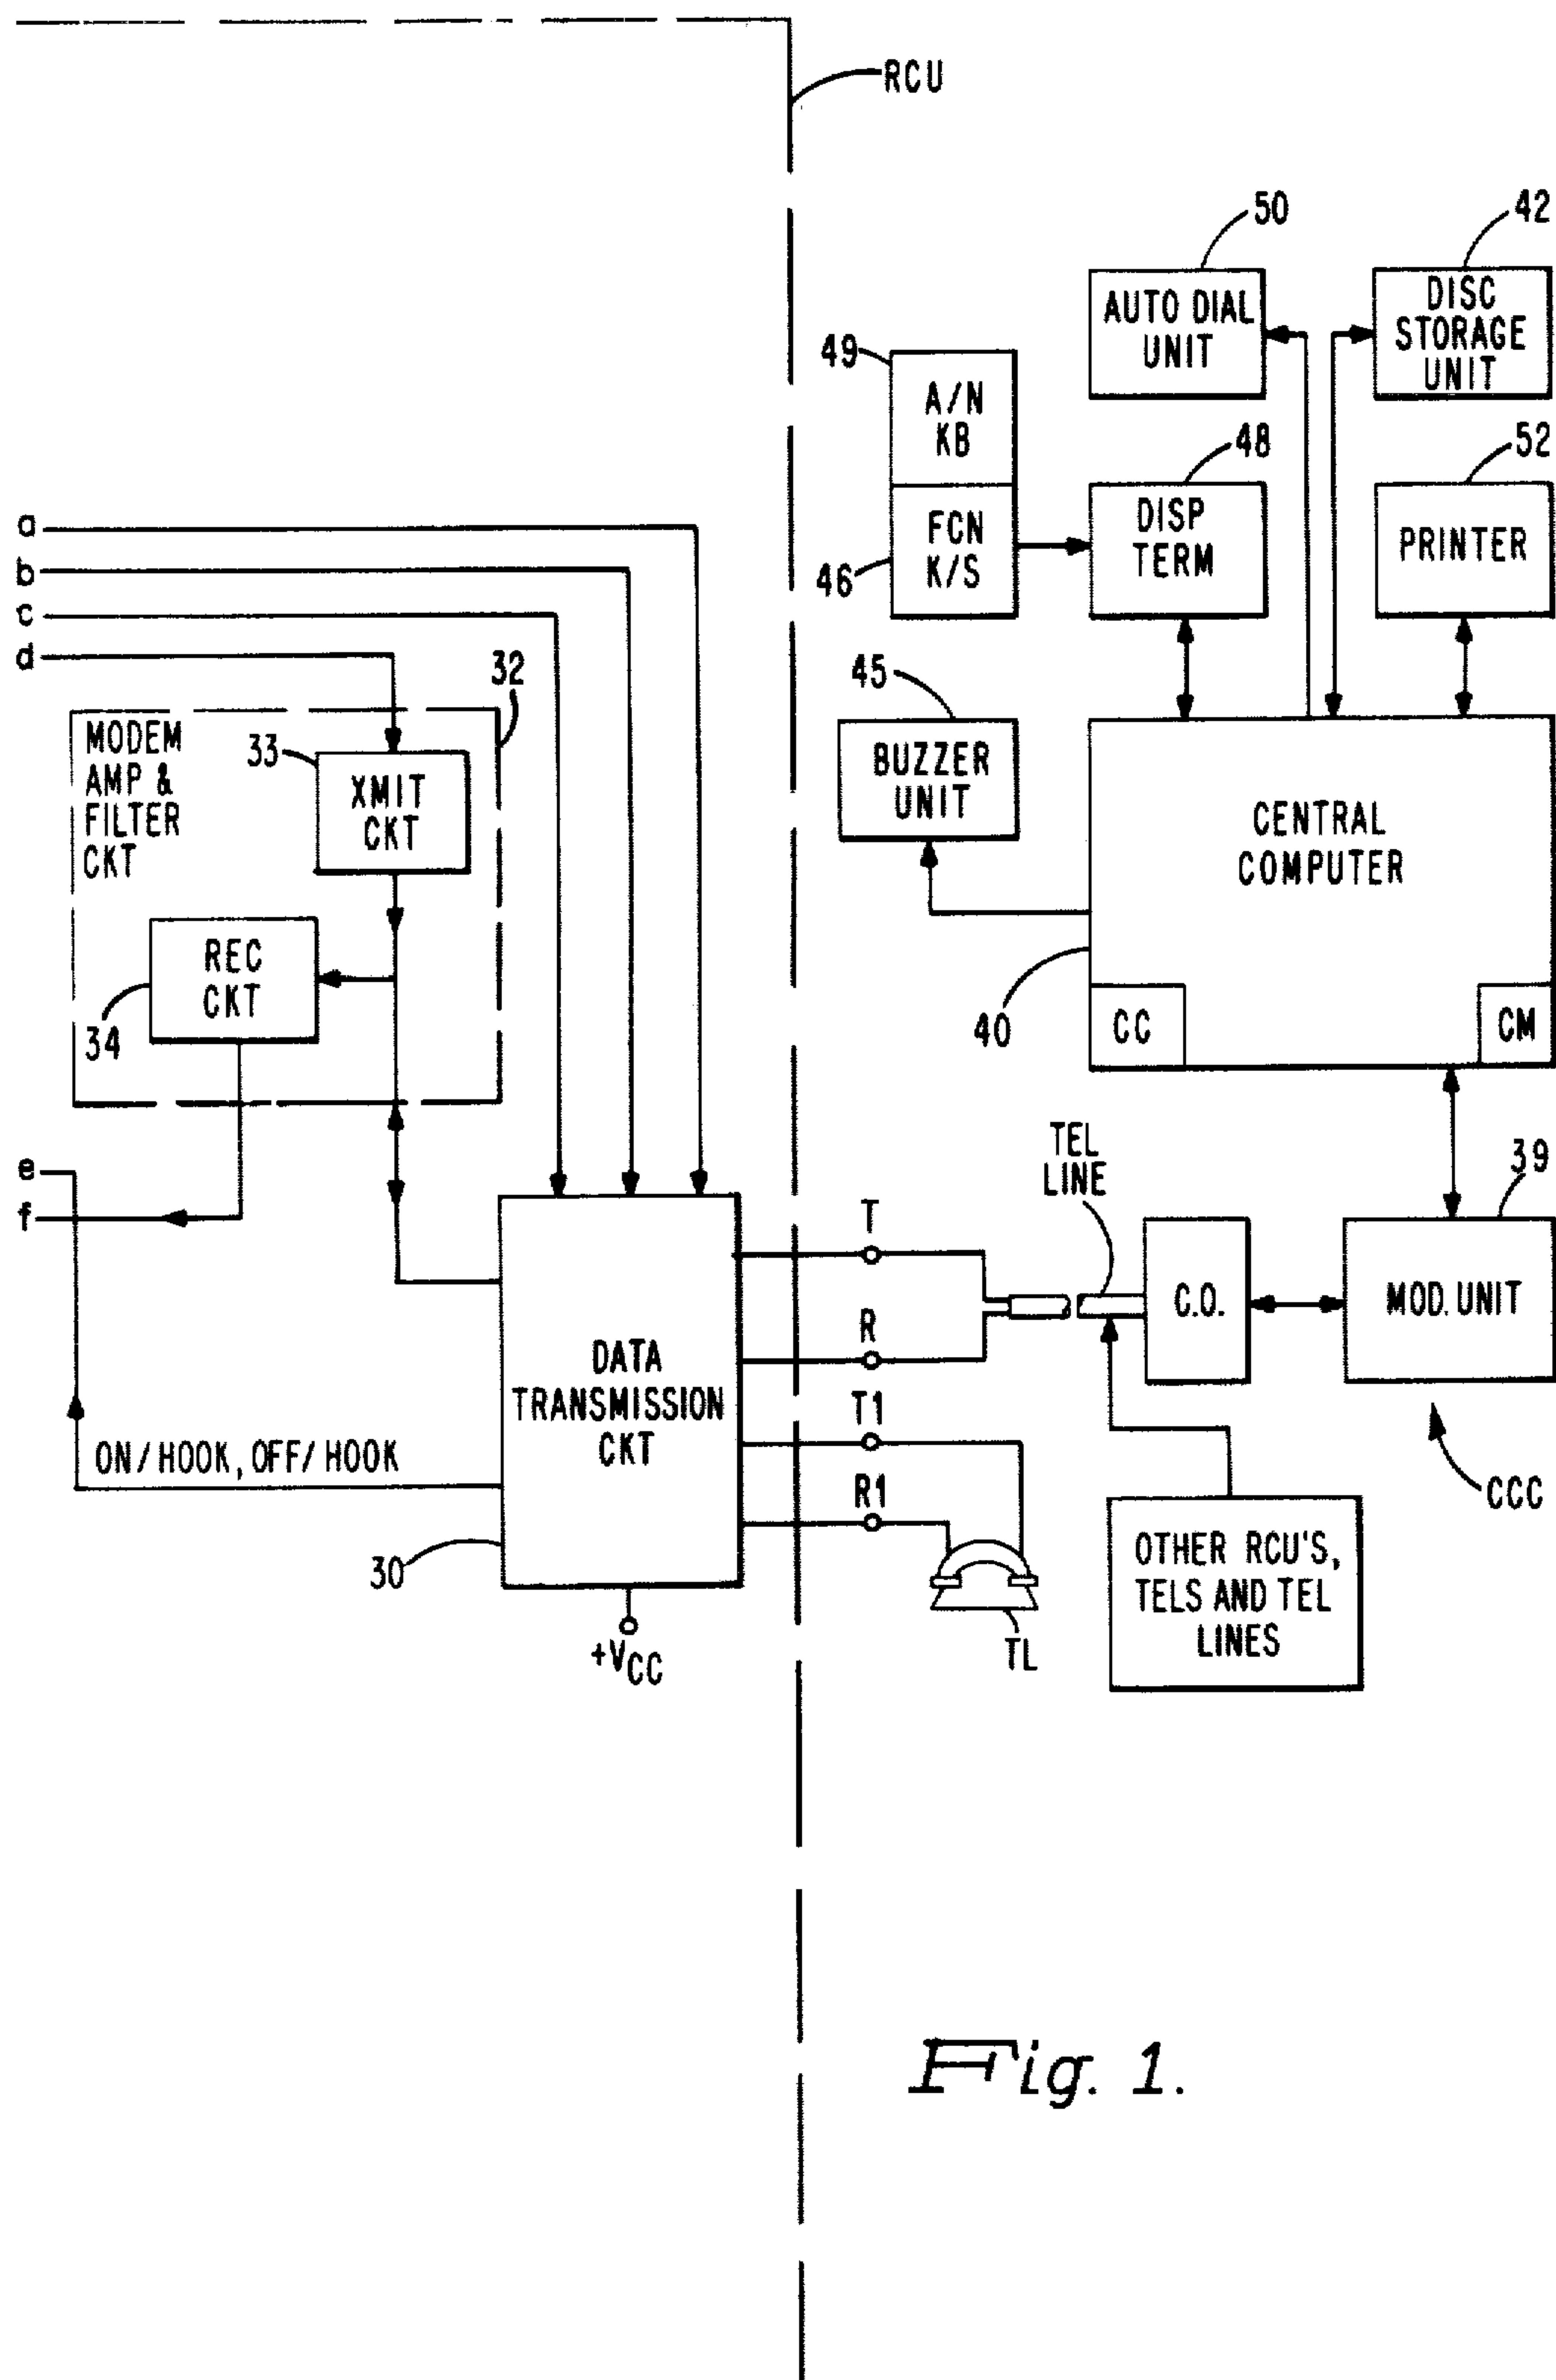 RCU
50
42
AUTO DIAL
UNIT
DISC
STORAGE
UNIT
49
A/N
KB
48
52
46
FCN
K/S
DISP
TERM
PRINTER
a
b
c
d
32
45
MODEM
AMP &
FILTER
CKT
33
XMIT
CKT
BUZZER
UNIT
CENTRAL
COMPUTER
REC
CKT
34
40
CC
CM
e
f
TEL
LINE
39
T
R
C.O.
MOD. UNIT
DATA
TRANSMISSION
CKT
T1
R1
ON/HOOK, OFF/HOOK
CCC
30
OTHER RCU'S,
TELS AND TEL
LINES
TL
+VCC
Fig. 1.